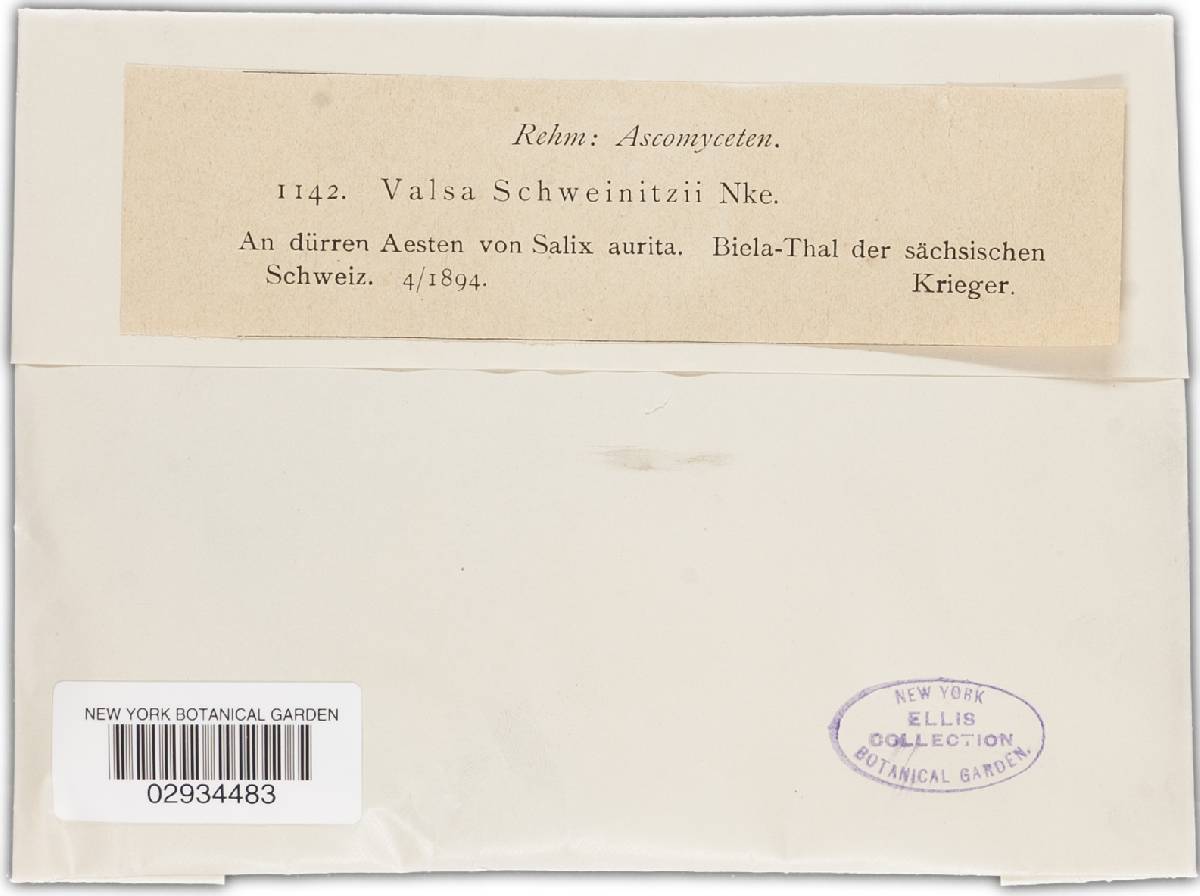 Rehm: Ascomyceten.
1142. Valsa Schweinitzii Nke.
An dürren Aesten von Salix aurita. Biela-Thal der sächsischen
Schweiz. 4/1894. Krieger.
NEW YORK BOTANICAL GARDEN
02934483
NEW YORK
ELLIS
COLLECTION
BOTANICAL GARDEN.